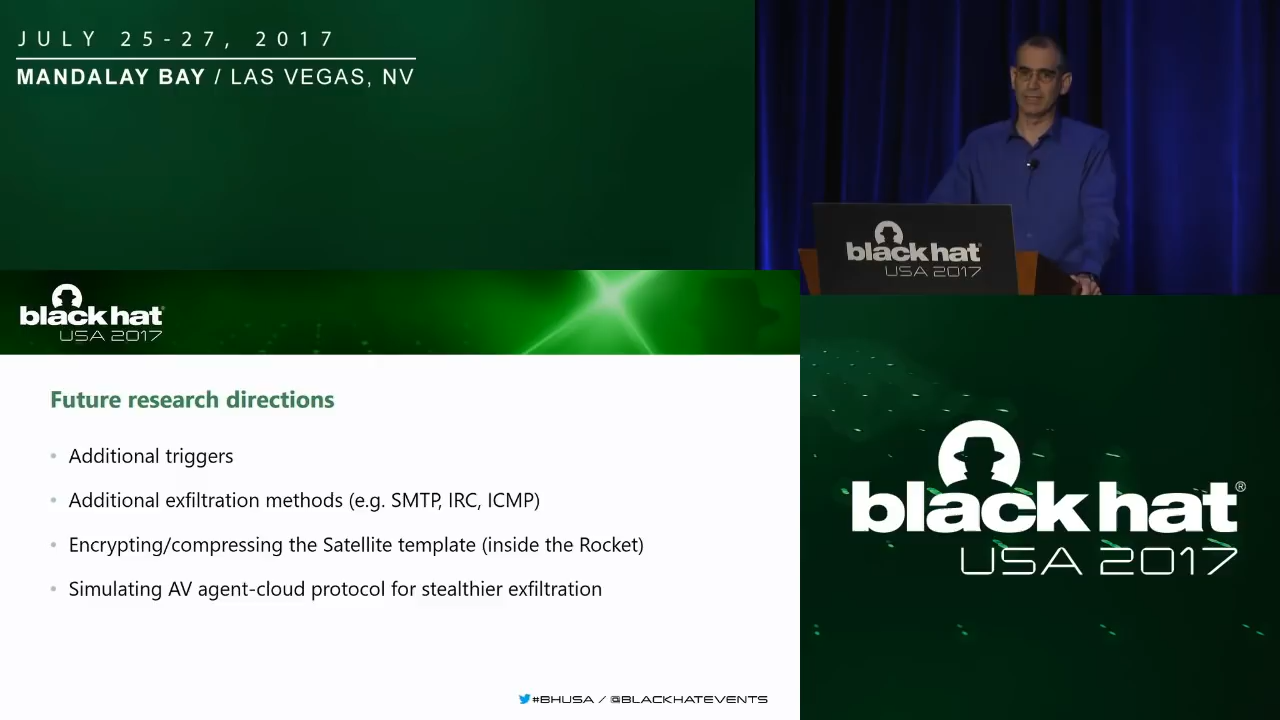 JULY 25-27, 2017
MANDALAY BAY / LAS VEGAS, NV
black hat®
USA 2017
black hat®
USA 2017
Future research directions
• Additional triggers
• Additional exfiltration methods (e.g. SMTP, IRC, ICMP)
• Encrypting/compressing the Satellite template (inside the Rocket)
• Simulating AV agent-cloud protocol for stealthier exfiltration
#BHUSA / @BLACKHATEVENTS
black hat®
USA 2017